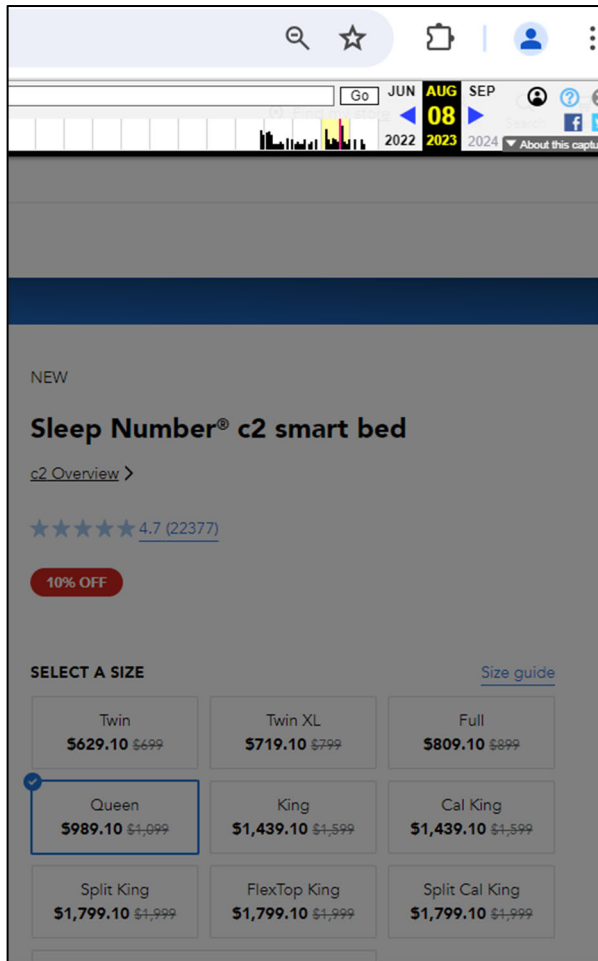 Go JUN AUG SEP
08
2022 2023 2024 About this captu
NEW
Sleep Number® c2 smart bed
c2 Overview
4.7 (22377)
10% OFF
SELECT A SIZE Size guide
Twin Twin XL Full
$629.10 $699 $719.10 $799 $809.10 $899
Queen King Cal King
$989.10 $1,099 $1,439.10 $1,599 $1,439.10 $1,599
Split King FlexTop King Split Cal King
$1,799.10 $1,999 $1,799.10 $1,999 $1,799.10 $1,999